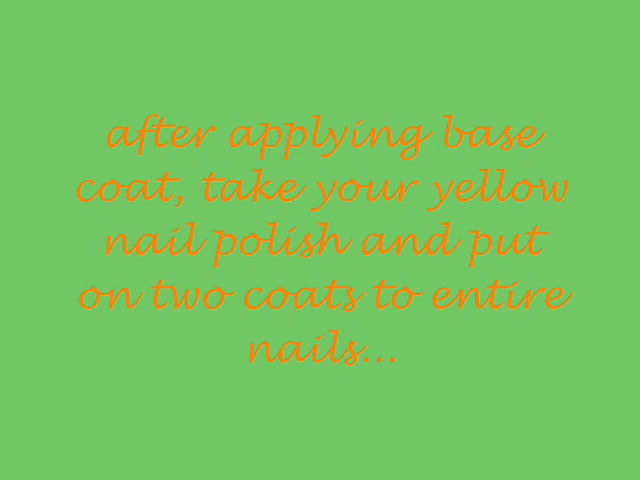 after applying base
coat, take your yellow
nail polish and put
on two coats to entire
nails...